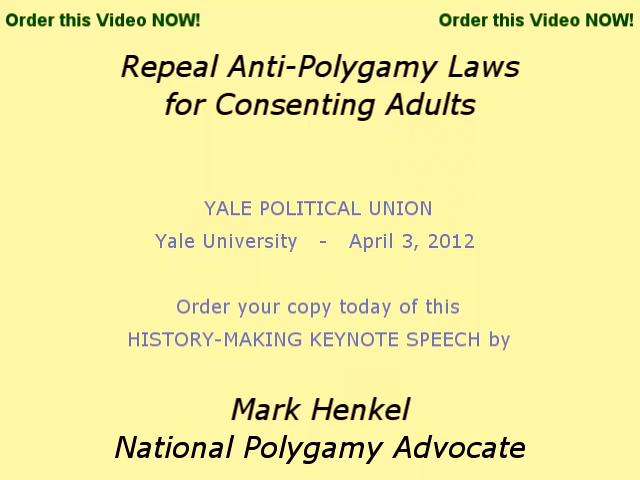 Order this Video NOW! Order this Video NOW!
Repeal Anti-Polygamy Laws
for Consenting Adults
YALE POLITICAL UNION
Yale University - April 3, 2012
Order your copy today of this
HISTORY-MAKING KEYNOTE SPEECH by
Mark Henkel
National Polygamy Advocate